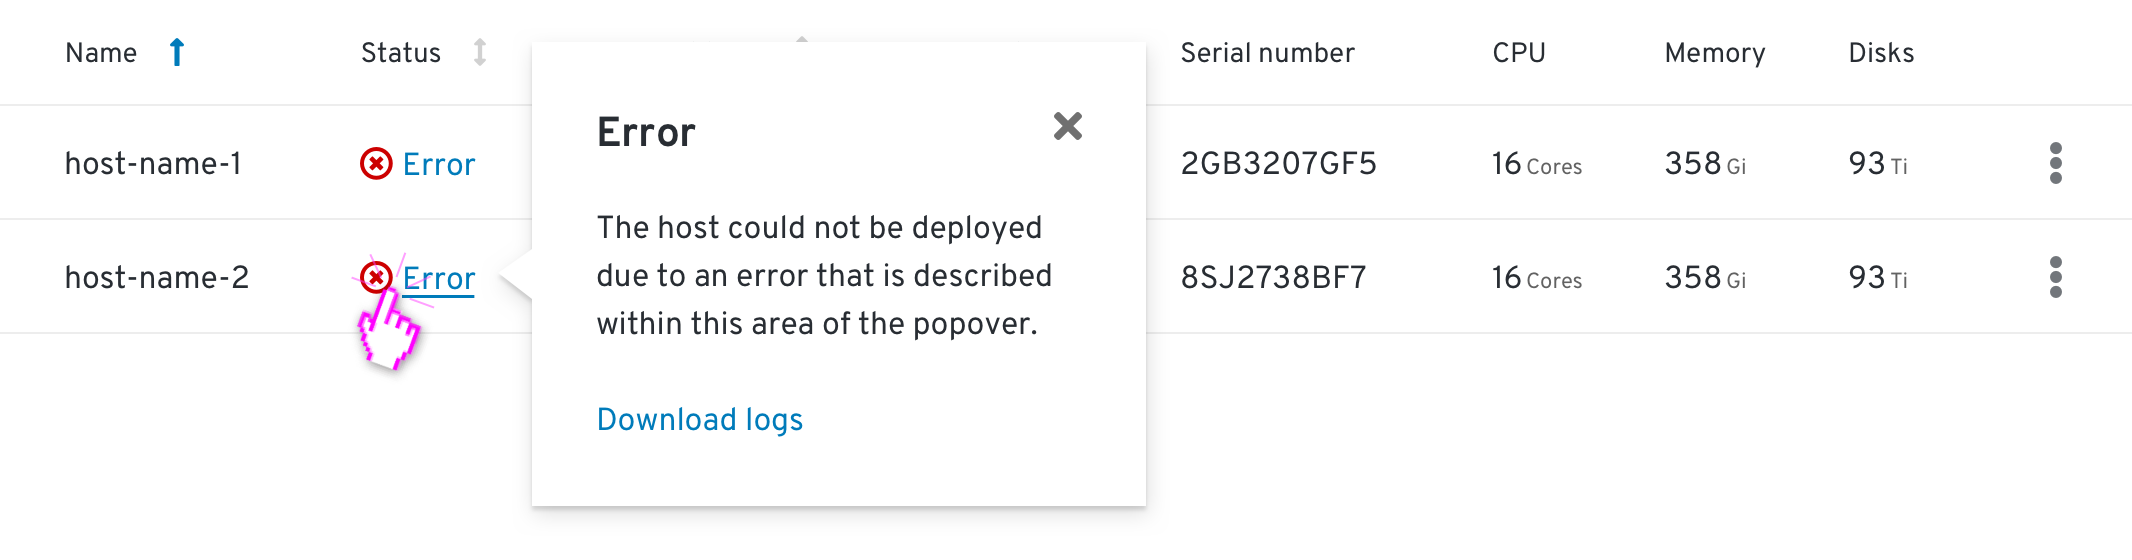 Name Status Serial number CPU Memory Disks
host-name-1 Error 2GB3207GF5 16 Cores 358 Gi 93 Ti
host-name-2 Error 8SJ2738BF7 16 Cores 358 Gi 93 Ti
Error
The host could not be deployed
due to an error that is described
within this area of the popover.
Download logs